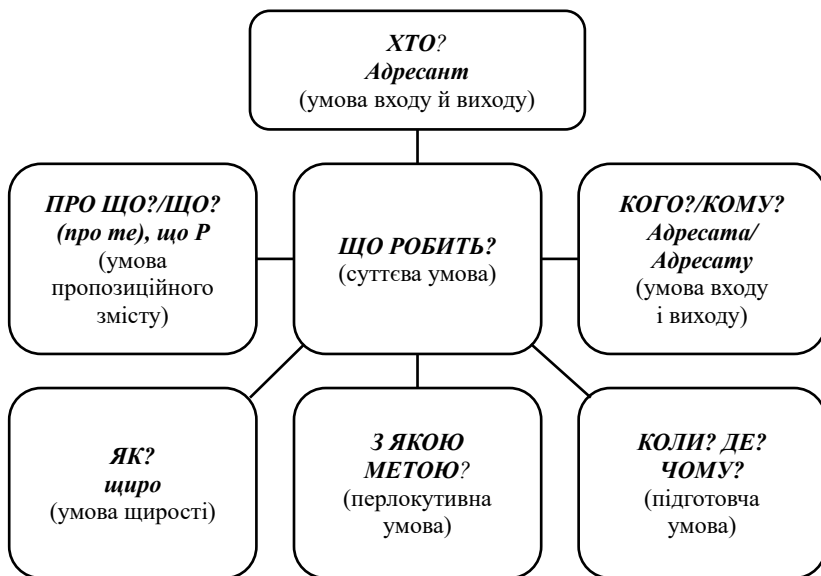 ХТО?
Адресант
(умова входу й виходу)
ПРО ЩО?/ЩО?
(про те), що Р
(умова
пропозиційного
змісту)
ЩО РОБИТЬ?
(суттєва умова)
КОГО?/КОМУ?
Адресата/
Адресату
(умова входу
і виходу)
ЯК?
щиро
(умова щирості)
З ЯКОЮ
МЕТОЮ?
(перлокутивна
умова)
КОЛИ? ДЕ?
ЧОМУ?
(підготовча
умова)